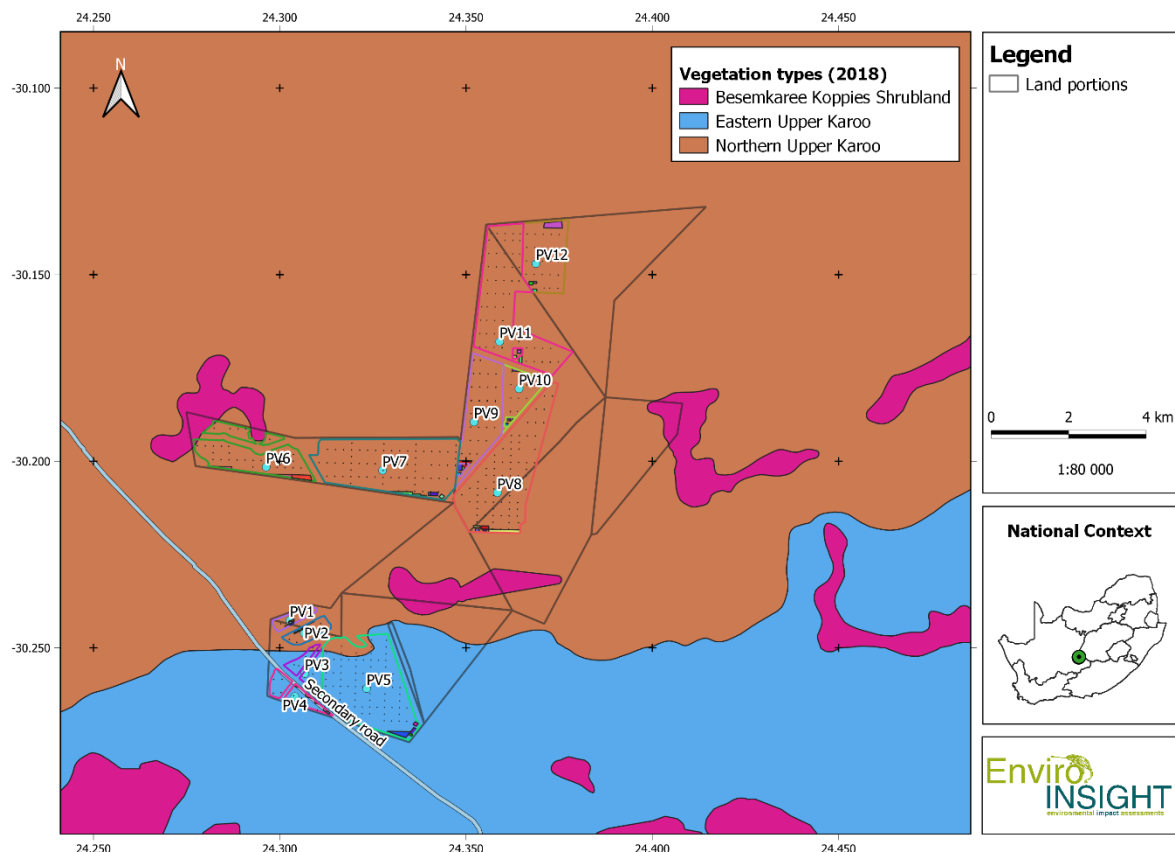 24.250 24.300 24.350 24.400 24.450
N
Vegetation types (2018)
Besemkaree Koppies Shrubland
Eastern Upper Karoo
Northern Upper Karoo
Legend
Land portions
-30.100
-30.150
-30.200
-30.250
PV12
PV11
PV10
PV9
PV6
PV7
PV8
PV1
PV2
PV3
PV5
PV4
Secondary road
0 2 4 km
1:80 000
National Context
Enviro
INSIGHT
environmental impact assessments
24.250 24.300 24.350 24.400 24.450